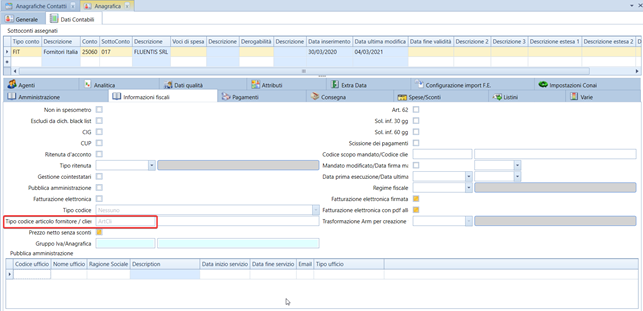 Anagrafiche Contatti Anagrafica
Generale Dati Contabili
Sottoconti assegnati
Tipo conto Descrizione Conto SottoConto Descrizione Voci di spesa Descrizione Derogabilità Descrizione Data inserimento Data ultima modifica Data fine validità Descrizione 2 Descrizione 3 Descrizione estesa 1 Descrizione estesa 2
FIT Fornitori Italia 25060 017 FLUENTIS SRL 30/03/2020 04/03/2021
Agenti Analitica Dati qualità Attributi Extra Data Configurazione import F.E. Impostazioni Conai
Amministrazione Informazioni fiscali Pagamenti Consegna Spese/Sconti Listini Varie
Non in spesometro Art. 62
Escludi da dich. black list Sol. inf. 30 gg
CIG Sol. inf. 60 gg
CUP Scissione dei pagamenti
Ritenuta d'acconto Codice scopo mandato/Codice clie
Tipo ritenuta Mandato modificato/Data firma mi
Gestione cointestatari Data prima esecuzione/Data ultima
Pubblica amministrazione Regime fiscale
Fatturazione elettronica Fatturazione elettronica firmata
Tipo codice Nessuno Fatturazione elettronica con pdf all
Tipo codice articolo fornitore / clie Trasformazione Arm per creazione
Prezzo netto senza sconti
Gruppo Iva/Anagrafica
Pubblica amministrazione
Codice ufficio Nome ufficio Ragione Sociale Description Data inizio servizio Data fine servizio Email Tipo ufficio